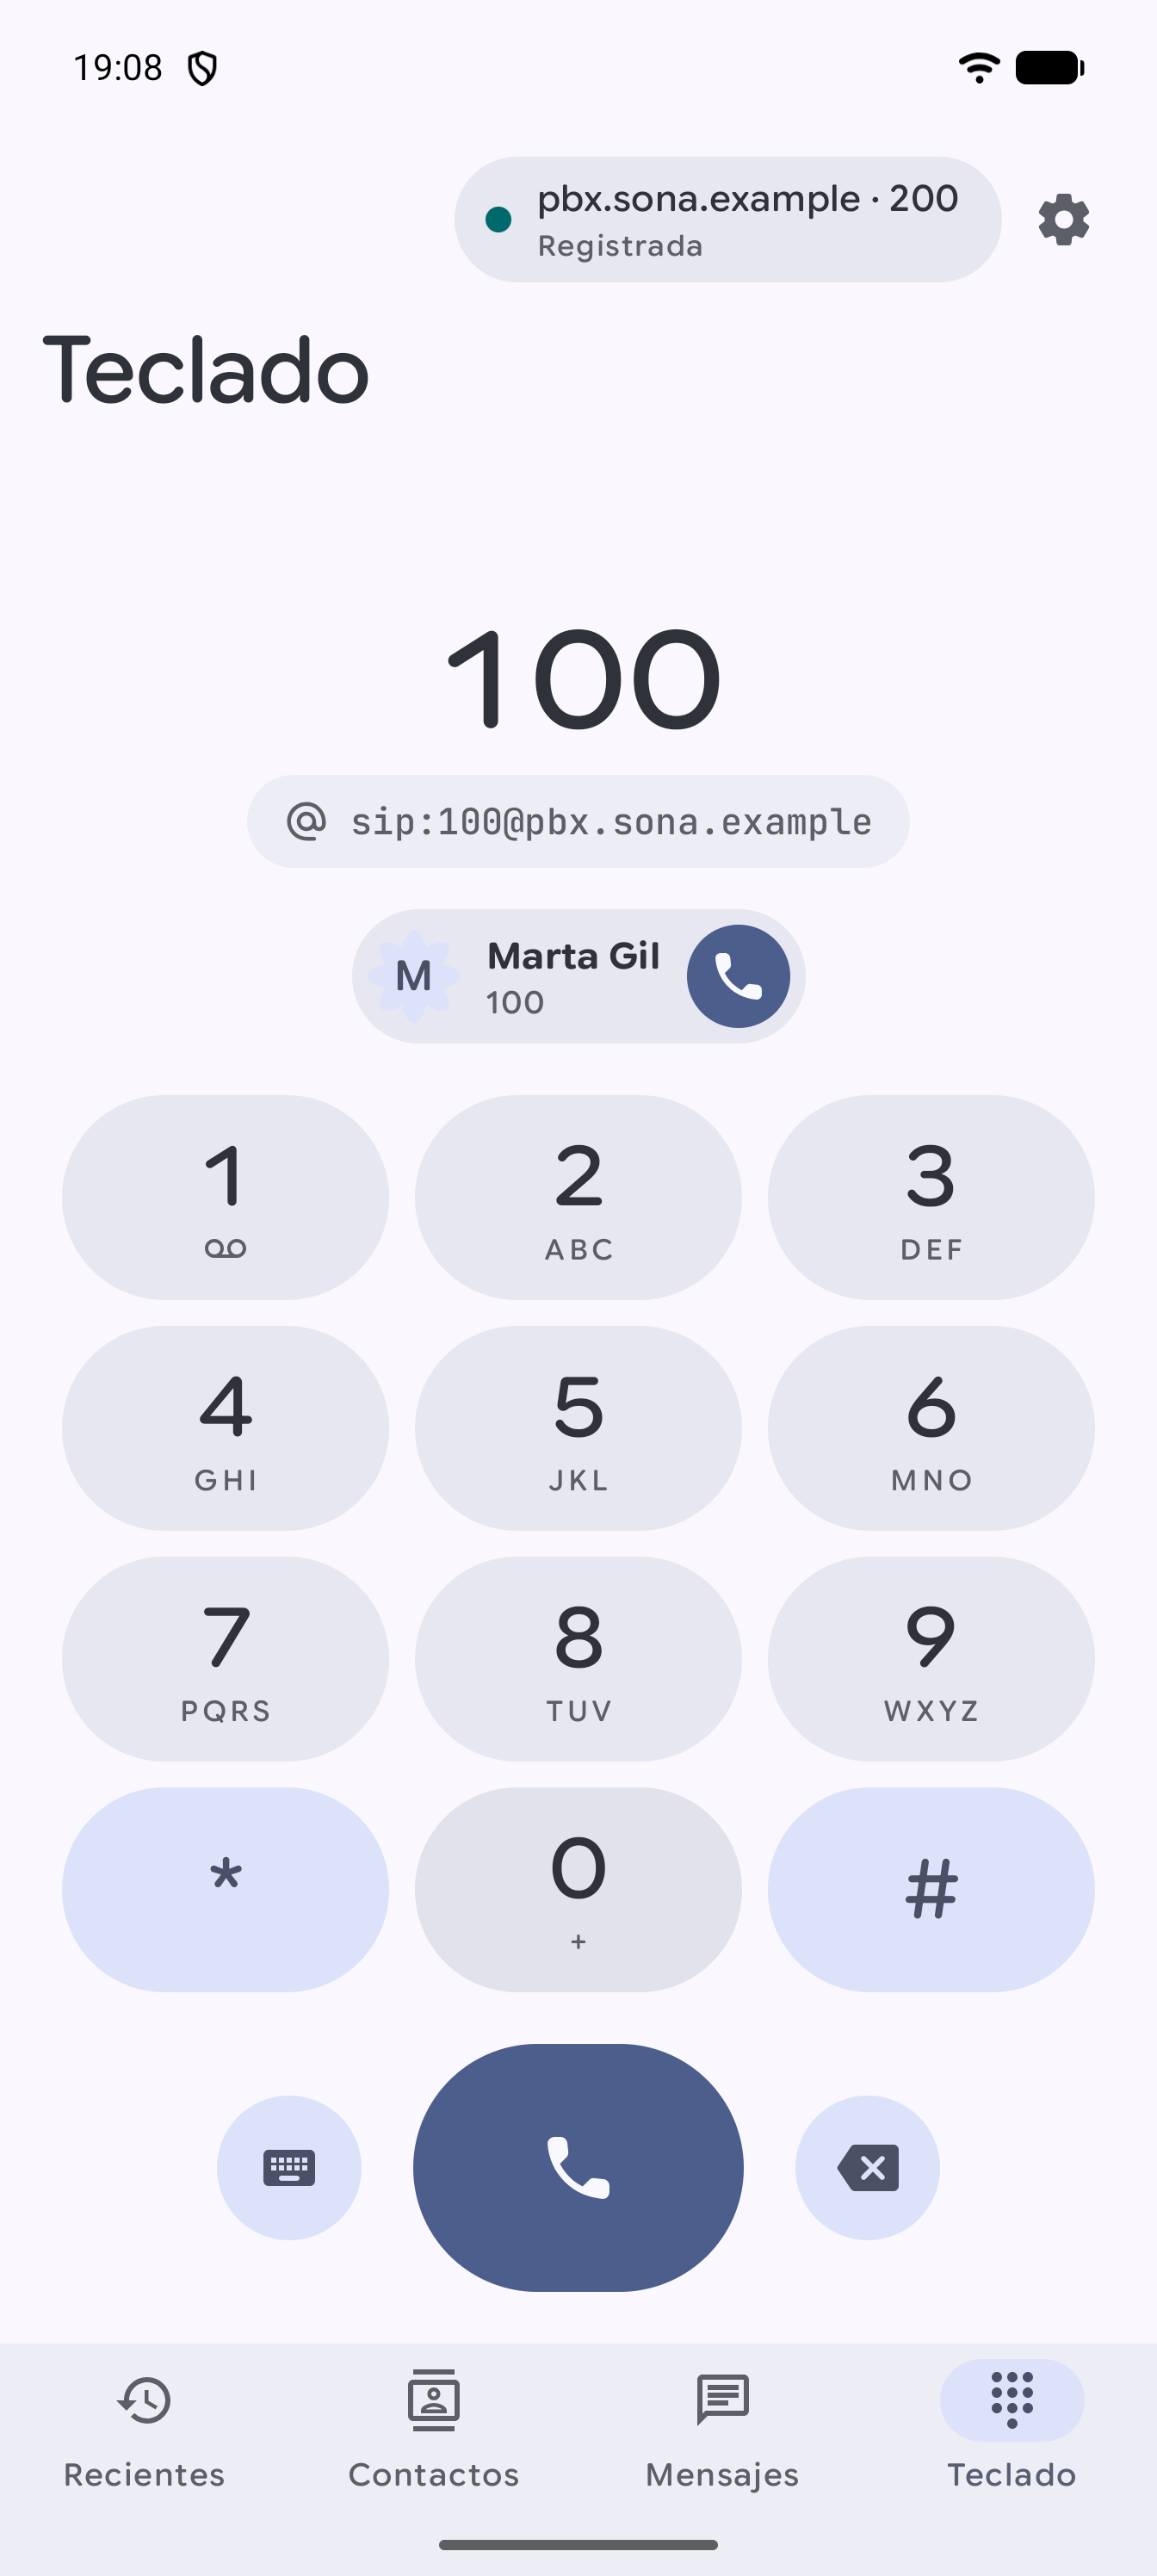 19:08
pbx.sona.example · 200
Registrada
Teclado
100
sip:100@pbx.sona.example
M
Marta Gil
100
1
2
ABC
3
DEF
4
GHI
5
JKL
6
MNO
7
PQRS
8
TUV
9
WXYZ
*
0
+
#
Recientes
Contactos
Mensajes
Teclado